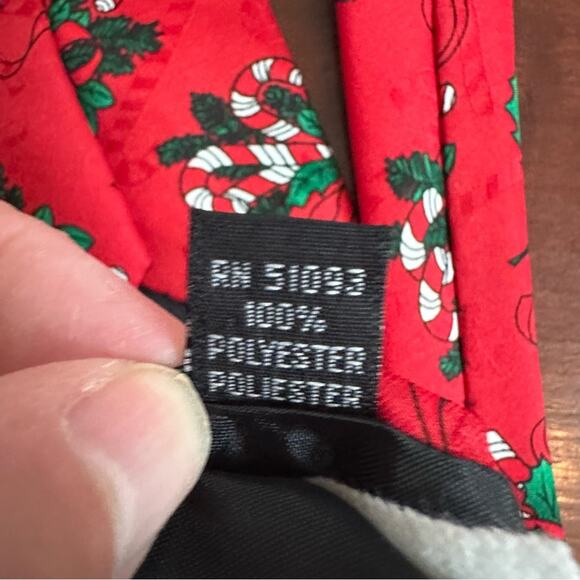 RN 51093
100%
POLYESTER
POLIESTER